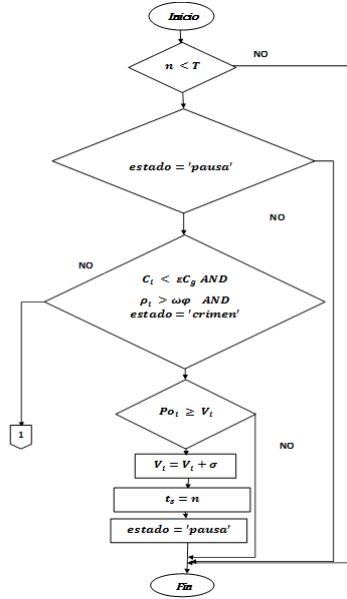 Inicio
NO
n < T
estado = 'pausa'
NO
NO
C_t < εC_g AND
ρ_t > ωφ AND
estado = 'crimen'
Po_t ≥ V_t
1
NO
V_t = V_t + σ
t_s = n
estado = 'pausa'
Fin